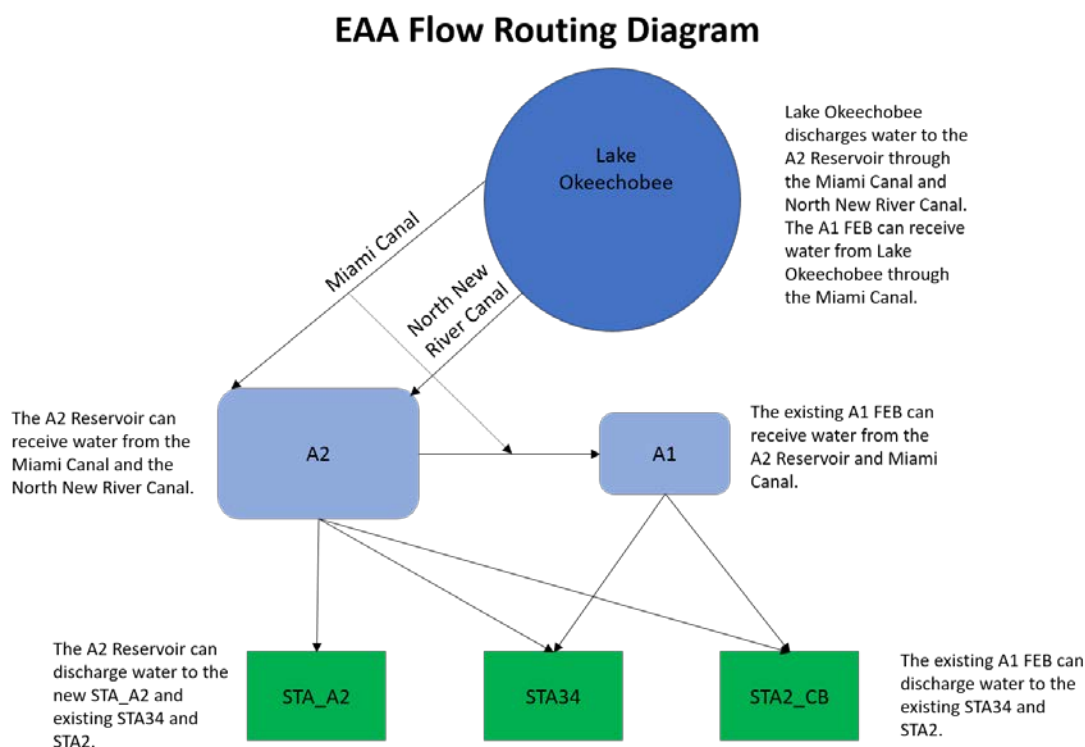 EAA Flow Routing Diagram
Lake
Okeechobee
Lake Okeechobee
discharges water to the
A2 Reservoir through
the Miami Canal and
North New River Canal.
The A1 FEB can receive
water from Lake
Okeechobee through
the Miami Canal.
Miami Canal
North New
River Canal
The A2 Reservoir can
receive water from the
Miami Canal and the
North New River Canal.
A2
A1
The existing A1 FEB can
receive water from the
A2 Reservoir and Miami
Canal.
The A2 Reservoir can
discharge water to the
new STA_A2 and
existing STA34 and
STA2.
STA_A2
STA34
STA2_CB
The existing A1 FEB can
discharge water to the
existing STA34 and
STA2.